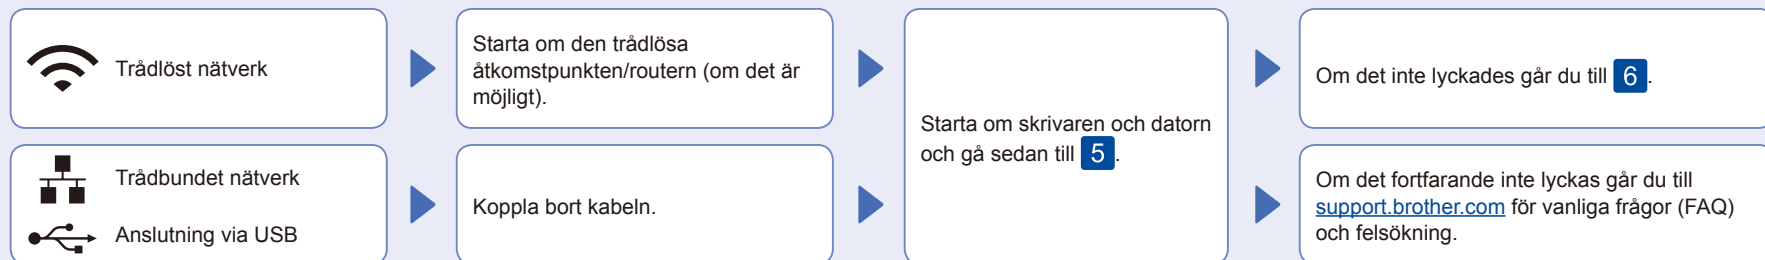 Trådlöst nätverk
Starta om den trådlösa
åtkomstpunkten/routern (om det är
möjligt).
Trådbundet nätverk
Anslutning via USB
Koppla bort kabeln.
Starta om skrivaren och datorn
och gå sedan till 5.
Om det inte lyckades går du till 6.
Om det fortfarande inte lyckas går du till
support.brother.com för vanliga frågor (FAQ)
och felsökning.